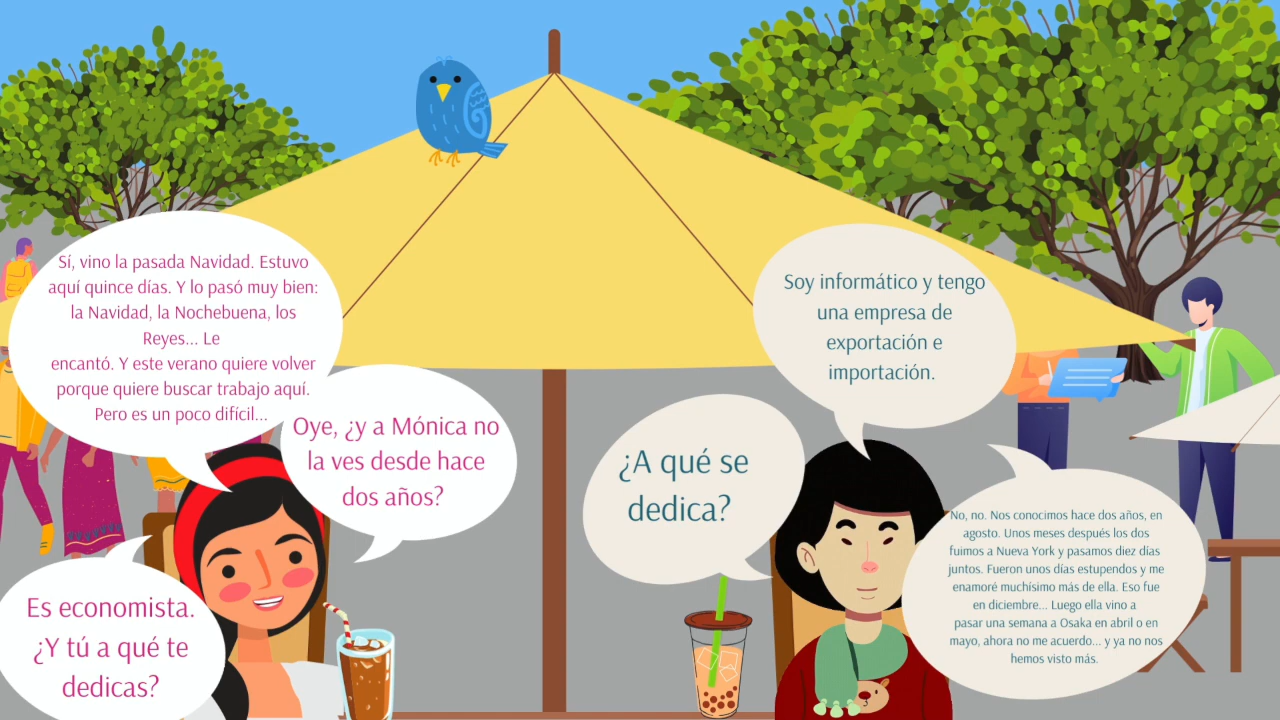 Sí, vino la pasada Navidad. Estuvo
aquí quince días. Y lo pasó muy bien:
la Navidad, la Nochebuena, los
Reyes... Le
encantó. Y este verano quiere volver
porque quiere buscar trabajo aquí.
Pero es un poco difícil...
Soy informático y tengo
una empresa de
exportación e
importación.
Oye, ¿y a Mónica no
la ves desde hace
dos años?
¿A qué se
dedica?
No, no. Nos conocimos hace dos años, en
agosto. Unos meses después los dos
fuimos a Nueva York y pasamos diez días
juntos. Fueron unos días estupendos y me
enamoré muchísimo más de ella. Eso fue
en diciembre... Luego ella vino a
pasar una semana a Osaka en abril o en
mayo, ahora no me acuerdo... y ya no nos
hemos visto más.
Es economista.
¿Y tú a qué te
dedicas?